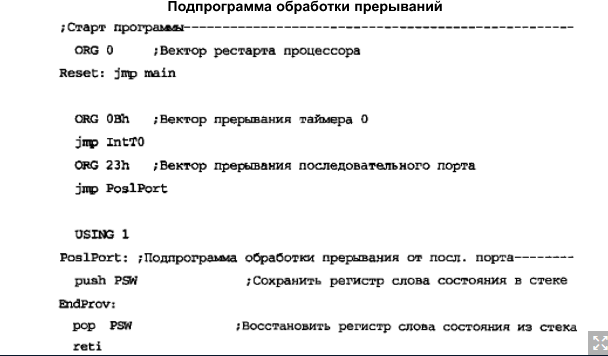 Подпрограмма обработки прерываний
;Старт программы---------------------------------------------------
ORG 0 ;Вектор рестарта процессора
Reset: jmp main
ORG 0Bh ;Вектор прерывания таймера 0
jmp IntT0
ORG 23h ;Вектор прерывания последовательного порта
jmp PoslPort
USING 1
PoslPort: ;Подпрограмма обработки прерывания от посл. порта--------
push PSW ;Сохранить регистр слова состояния в стеке
EndProv:
pop PSW ;Восстановить регистр слова состояния из стека
reti